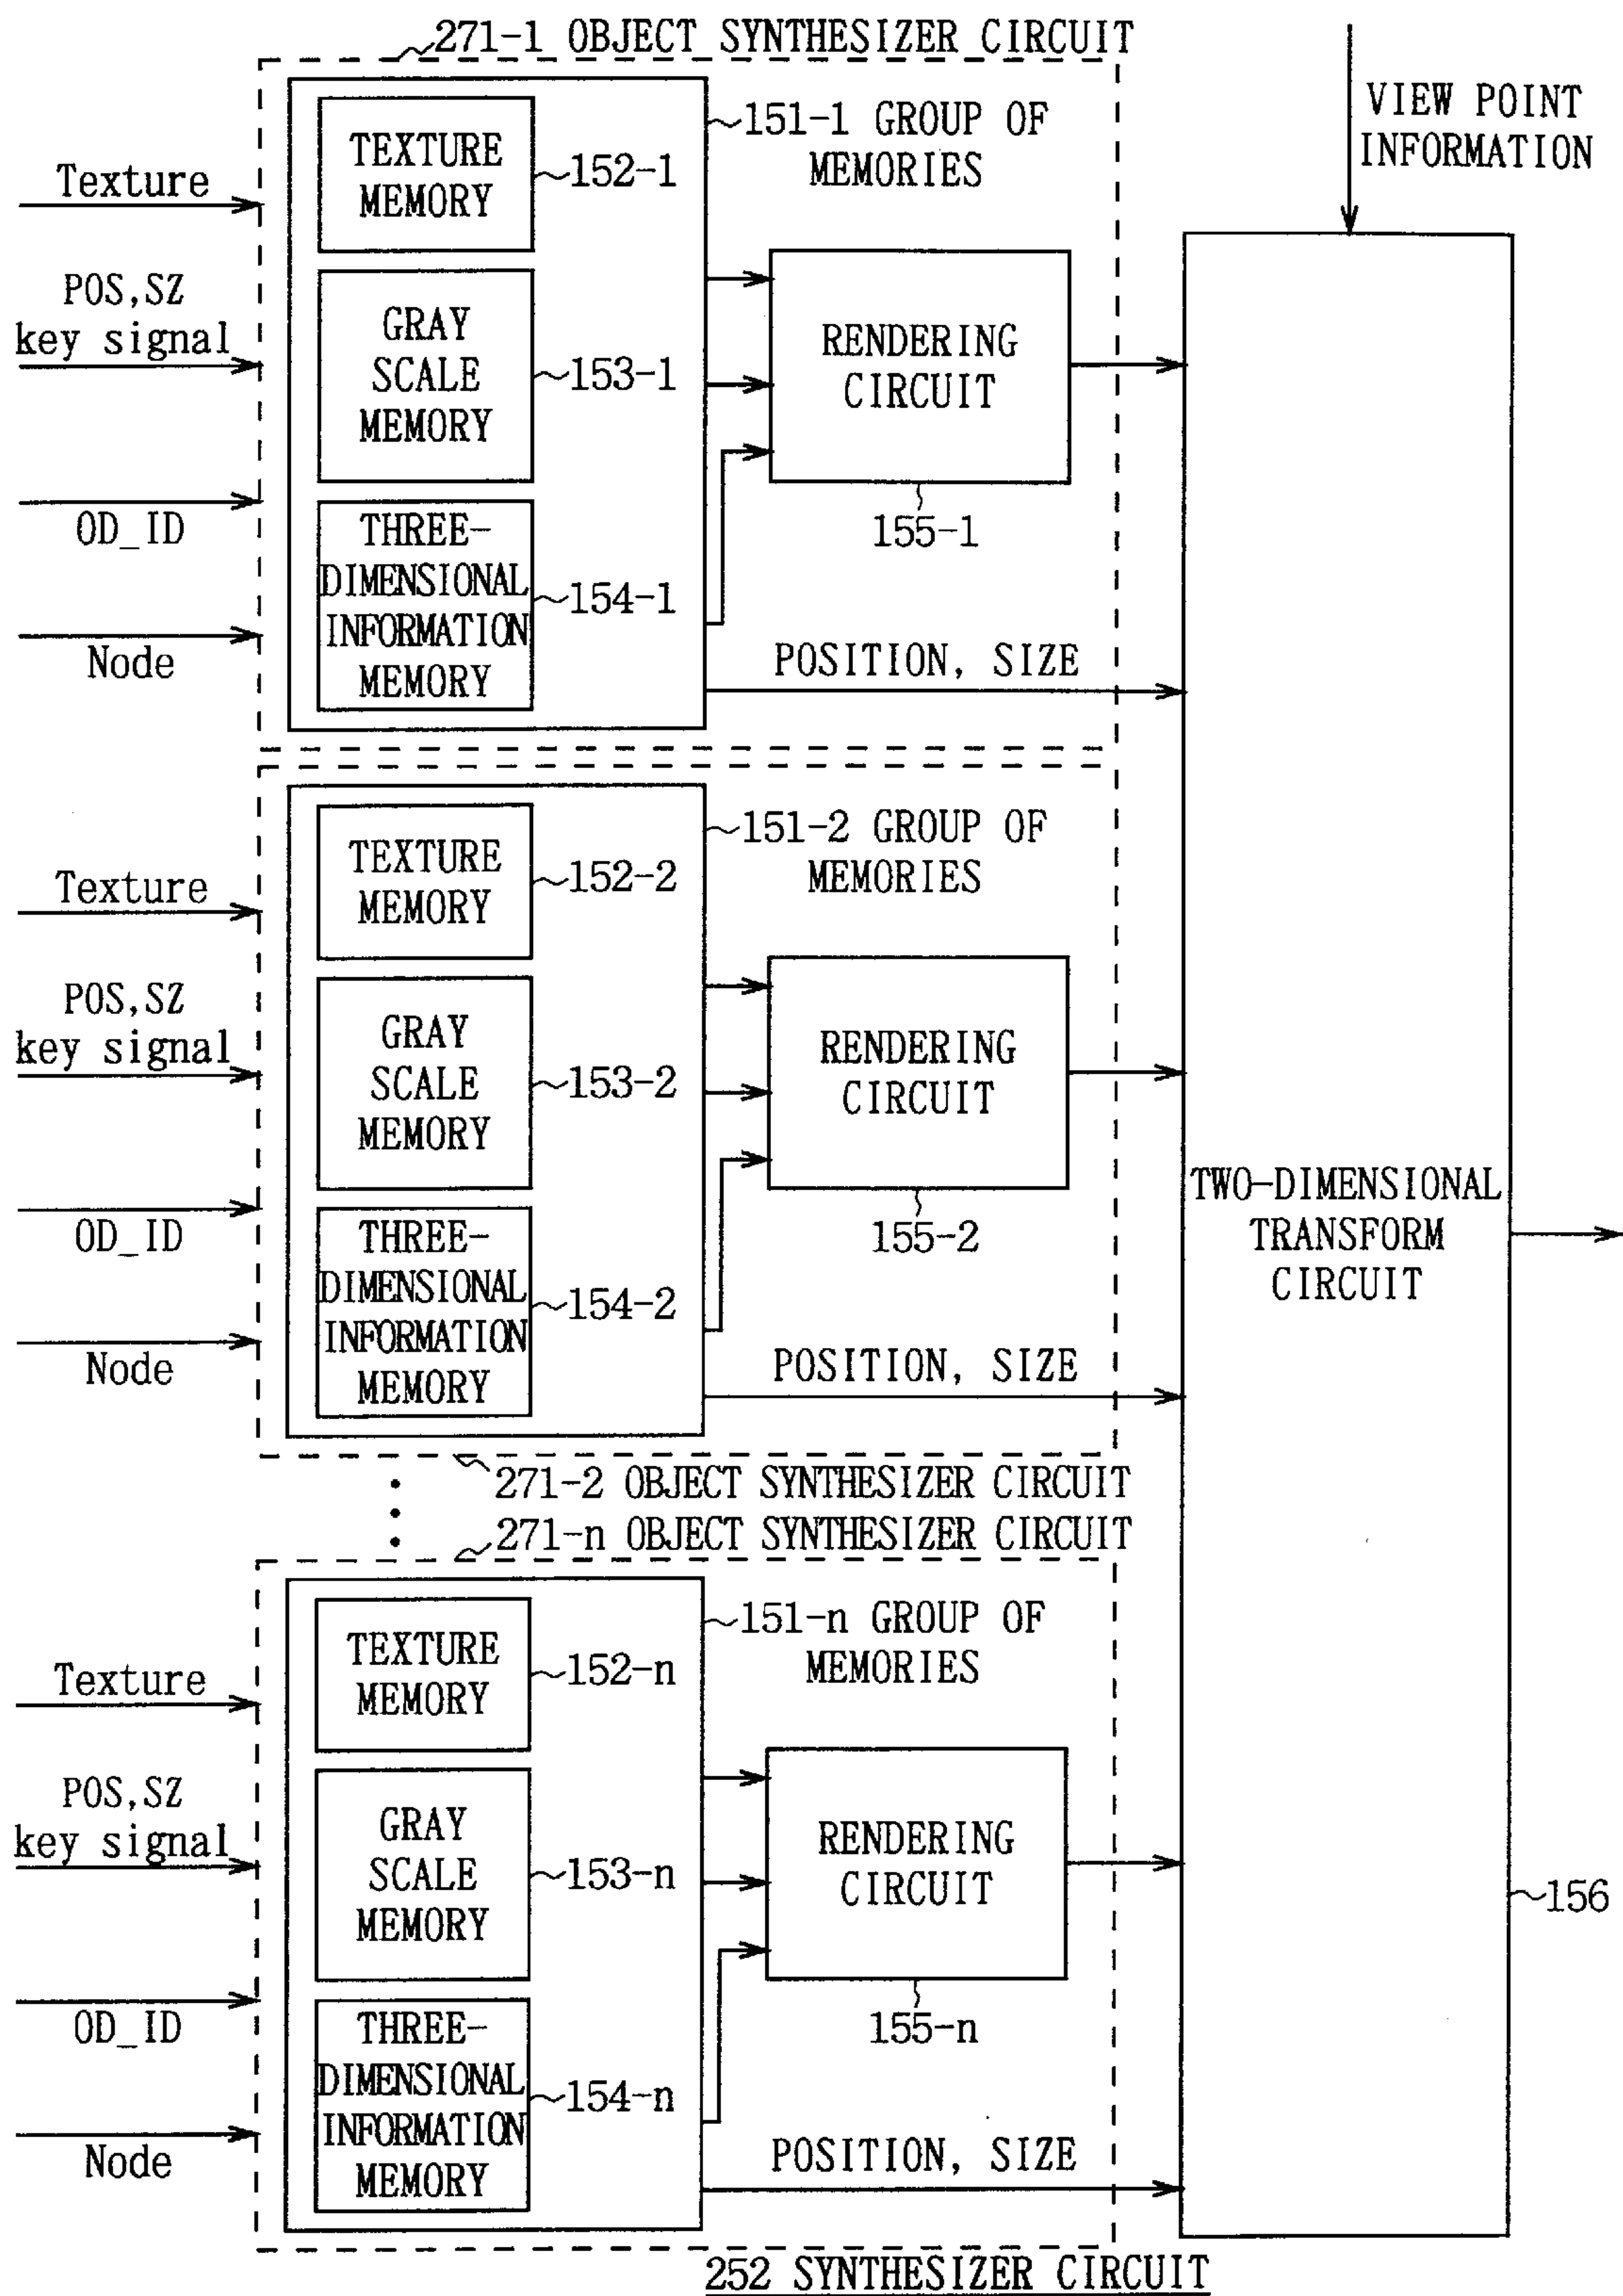 271-1 OBJECT SYNTHESIZER CIRCUIT
VIEW POINT
INFORMATION
151-1 GROUP OF
MEMORIES
TEXTURE
MEMORY
152-1
Texture
POS,SZ
key signal
GRAY
SCALE
MEMORY
153-1
RENDERING
CIRCUIT
155-1
OD_ID
THREE-
DIMENSIONAL
INFORMATION
MEMORY
154-1
Node
POSITION, SIZE
151-2 GROUP OF
MEMORIES
TEXTURE
MEMORY
152-2
Texture
POS,SZ
key signal
GRAY
SCALE
MEMORY
153-2
RENDERING
CIRCUIT
155-2
OD_ID
THREE-
DIMENSIONAL
INFORMATION
MEMORY
154-2
Node
POSITION, SIZE
TWO-DIMENSIONAL
TRANSFORM
CIRCUIT
271-2 OBJECT SYNTHESIZER CIRCUIT
271-n OBJECT SYNTHESIZER CIRCUIT
151-n GROUP OF
MEMORIES
TEXTURE
MEMORY
152-n
Texture
POS,SZ
key signal
GRAY
SCALE
MEMORY
153-n
RENDERING
CIRCUIT
155-n
156
OD_ID
THREE-
DIMENSIONAL
INFORMATION
MEMORY
154-n
Node
POSITION, SIZE
252 SYNTHESIZER CIRCUIT